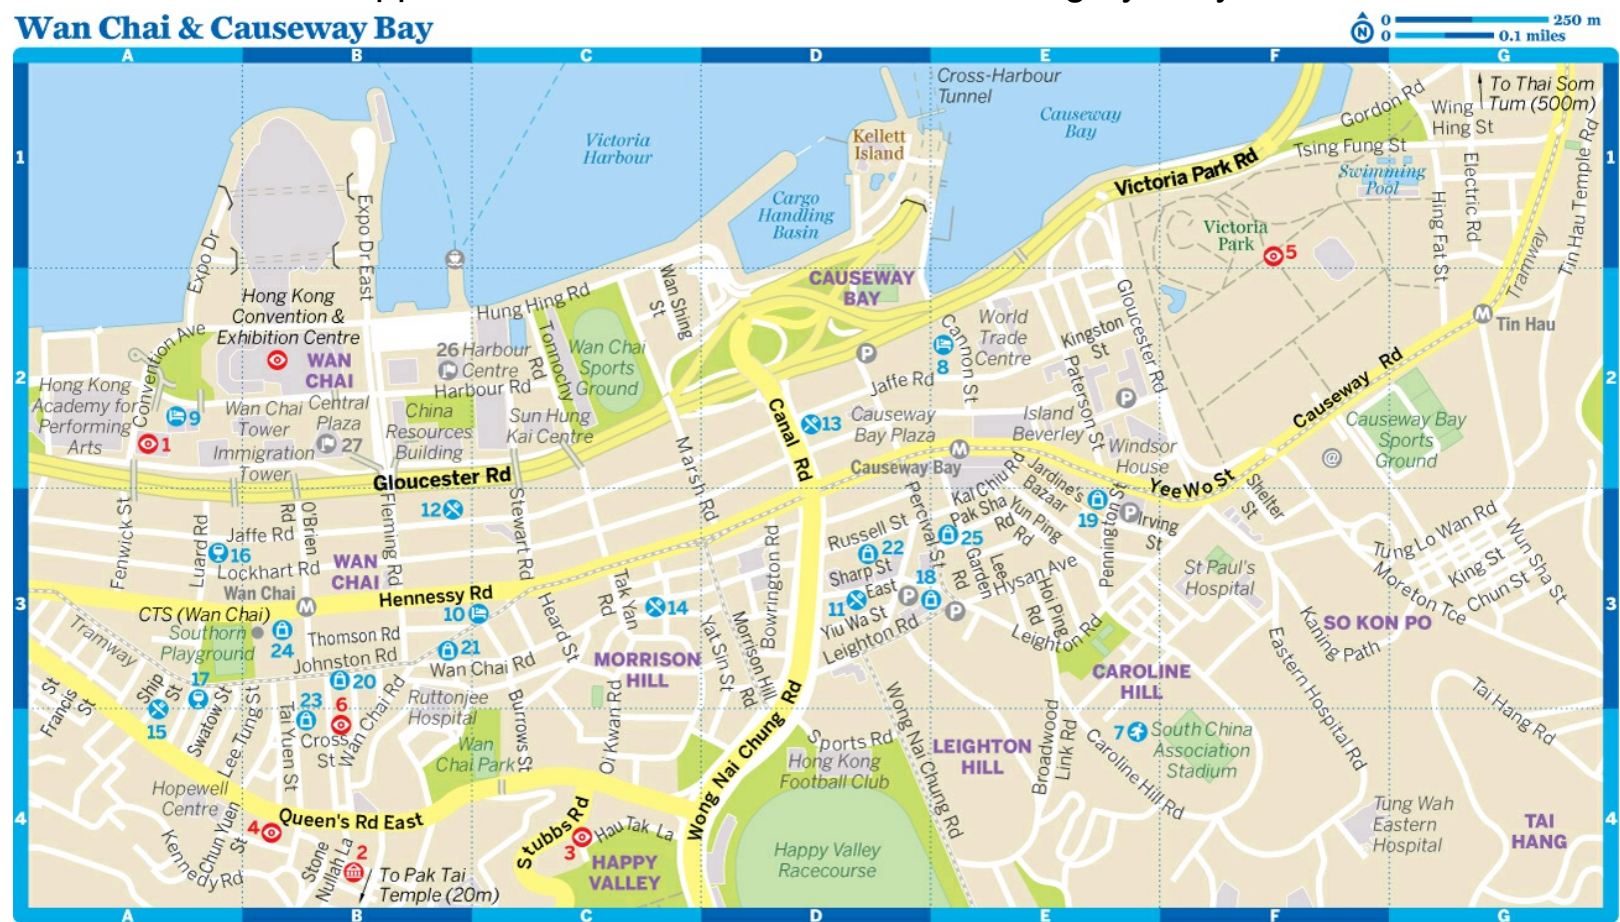 Wan Chai & Causeway Bay
N
0 250 m
0 0.1 miles
A B C D E F G
1
Victoria
Harbour
Kellett
Island
Cargo
Handling
Basin
Cross-Harbour
Tunnel
Causeway
Bay
Victoria Park Rd
Gordon Rd
Wing
Hing St
To Thai Som
Tum (500m)
Tsing Fung St
Swimming
Pool
Electric Rd
Hing Fat St
Tin Hau Temple Rd
Victoria
Park
5
1
Expo Dr
Expo Dr East
Hong Kong
Convention &
Exhibition Centre
WAN
CHAI
Convention Ave
Hung Hing Rd
Tonnochy
Rd
Wan Shing
St
Wan Chai
Sports
Ground
26 Harbour
Centre
Harbour Rd
CAUSEWAY
BAY
P
Cannon St
8
World
Trade
Centre
Kingston
St
Gloucester Rd
Paterson St
P
Tramway
M
Tin Hau
2
Hong Kong
Academy for
Performing
Arts
9
1
Wan Chai
Tower
Immigration
Tower
Central
Plaza
27
China
Resources
Building
Sun Hung
Kai Centre
Gloucester Rd
Marsh Rd
Canal Rd
13
Jaffe Rd
Causeway
Bay Plaza
Causeway Bay
M
Island
Beverley
Windsor
House
Yee Wo St
Causeway Rd
Causeway Bay
Sports
Ground
@
2
Fenwick St
Luard Rd
16
Jaffe Rd
O'Brien
Rd
Lockhart Rd
WAN
CHAI
Fleming Rd
12
Stewart Rd
Hennessy Rd
Wan Chai
M
CTS (Wan Chai)
Southorn
Playground
24
Thomson Rd
Johnston Rd
10
21
Wan Chai Rd
Heard St
Tak Yan
Rd
14
MORRISON
HILL
Yat Sin St
Morrison Hill
Rd
Bowrington Rd
Russell St
22
Sharp St
East
11
Yiu Wa St
Leighton Rd
P
18
P
Percival St
Kai Chiu Rd
Pak Sha
Rd
25
Yun Ping
Rd
Jardine's
Bazaar
19
Pennington St
P
Irving
St
Shelter
St
Lee
Garden
Rd
Hysan Ave
Hoi Ping
Rd
Leighton Rd
St Paul's
Hospital
Tung Lo Wan Rd
Moreton Tce
King St
Chun St
Wun Sha St
SO KON PO
Kaning Path
Eastern Hospital Rd
CAROLINE
HILL
3
3
Tramway
Francis
St
Ship
St
15
17
Swatow St
Lee Tung St
Tai Yuen St
23
20
6
Cross
St
Wan Chai Rd
Ruttonjee
Hospital
Burrows St
Oi Kwan Rd
Wan
Chai Park
Wong Nai Chung Rd
Sports Rd
Hong Kong
Football Club
Wong Nai Chung Rd
LEIGHTON
HILL
Broadwood
Link Rd
Caroline Hill Rd
7
South China
Association
Stadium
Tai Hang Rd
4
Hopewell
Centre
Kennedy Rd
Chun Yuen
St
4
Queen's Rd East
Stone
Nullah La
2
To Pak Tai
Temple (20m)
Stubbs Rd
3
Hau Tak La
HAPPY
VALLEY
Happy Valley
Racecourse
Tung Wah
Eastern
Hospital
TAI
HANG
4
A B C D E F G